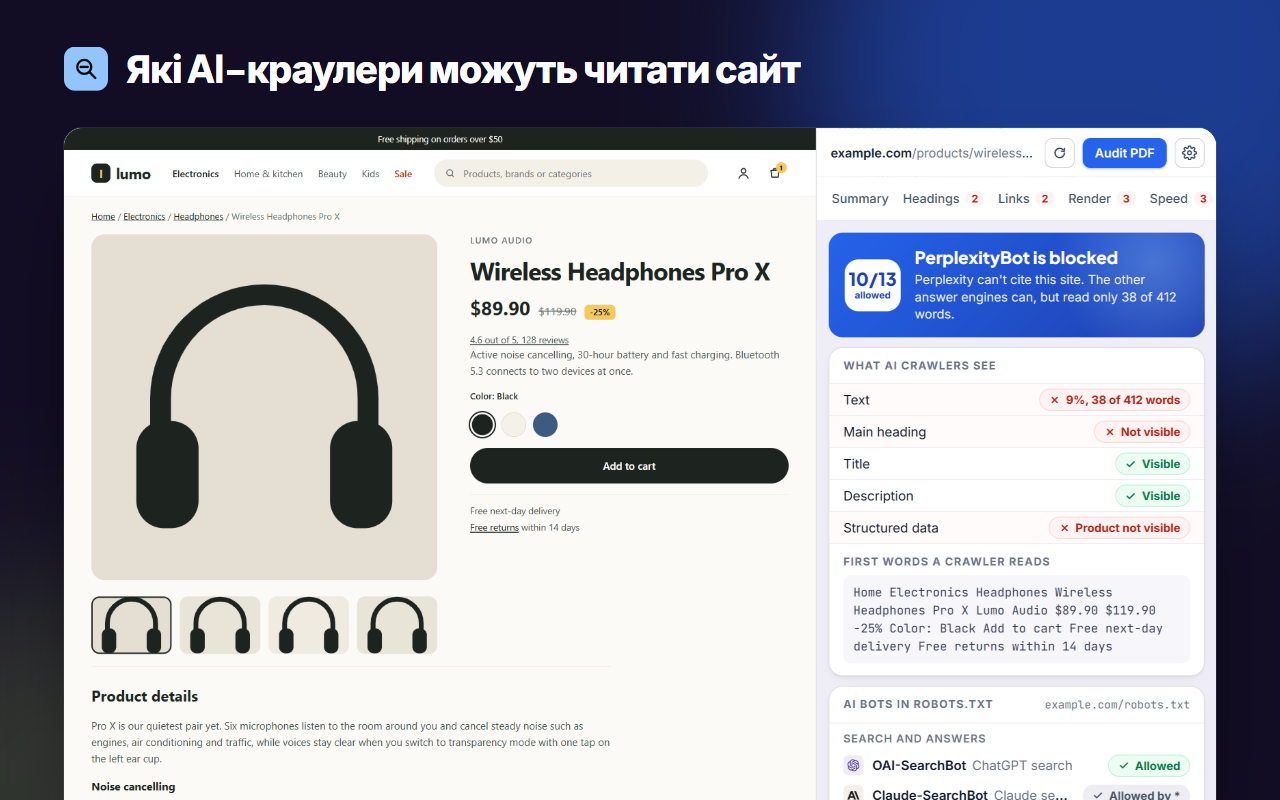 Які AI-краулери можуть читати сайт
Free shipping on orders over $50
lumo
Electronics Home & kitchen Beauty Kids Sale
Products, brands or categories
1
Home / Electronics / Headphones / Wireless Headphones Pro X
LUMO AUDIO
Wireless Headphones Pro X
$89.90 $119.90 -25%
4.6 out of 5, 128 reviews
Active noise cancelling, 30-hour battery and fast charging. Bluetooth
5.3 connects to two devices at once.
Color: Black
Add to cart
Free next-day delivery
Free returns within 14 days
Product details
Pro X is our quietest pair yet. Six microphones listen to the room around you and cancel steady noise such as
engines, air conditioning and traffic, while voices stay clear when you switch to transparency mode with one tap on
the left ear cup.
Noise cancelling
example.com/products/wireless...
Audit PDF
Summary Headings 2 Links 2 Render 3 Speed 3
10/13
allowed
PerplexityBot is blocked
Perplexity can't cite this site. The other
answer engines can, but read only 38 of 412
words.
WHAT AI CRAWLERS SEE
Text 9%, 38 of 412 words
Main heading Not visible
Title Visible
Description Visible
Structured data Product not visible
FIRST WORDS A CRAWLER READS
Home Electronics Headphones Wireless
Headphones Pro X Lumo Audio $89.90 $119.90
-25% Color: Black Add to cart Free next-day
delivery Free returns within 14 days
AI BOTS IN ROBOTS.TXT example.com/robots.txt
SEARCH AND ANSWERS
OAI-SearchBot ChatGPT search Allowed
Claude-SearchBot Claude se... Allowed by *